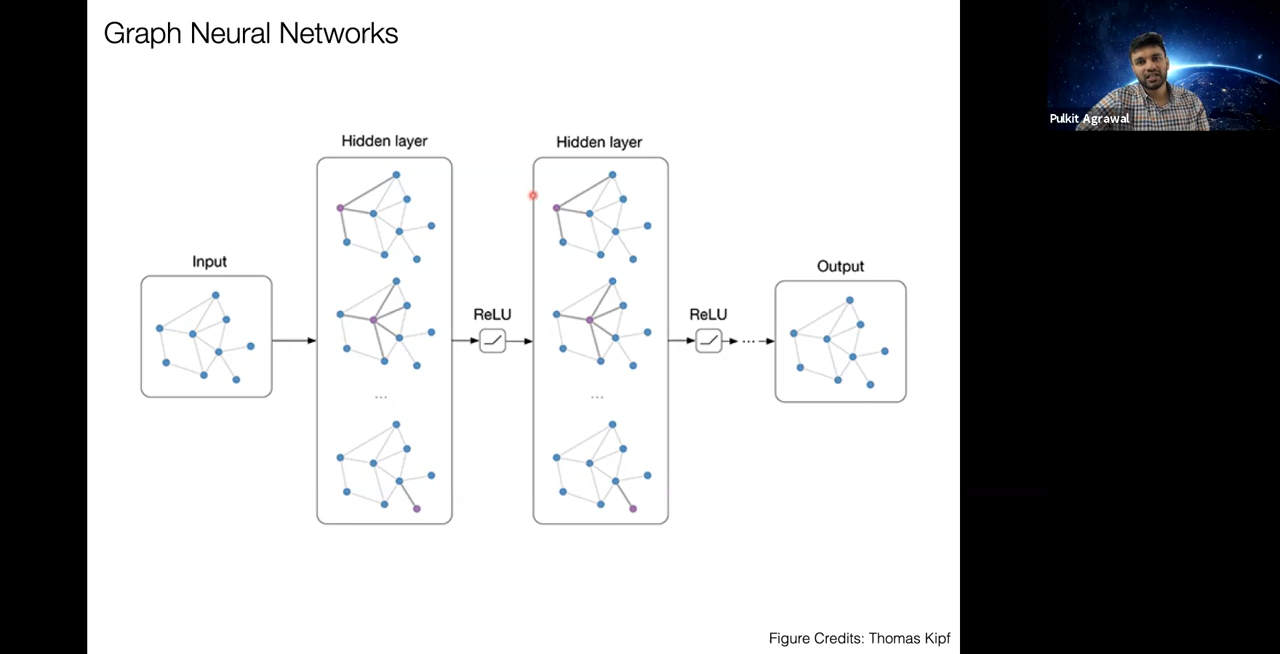 Graph Neural Networks
Pulkit Agrawal
Hidden layer
Hidden layer
Input
Output
ReLU
ReLU
...
...
...
Figure Credits: Thomas Kipf